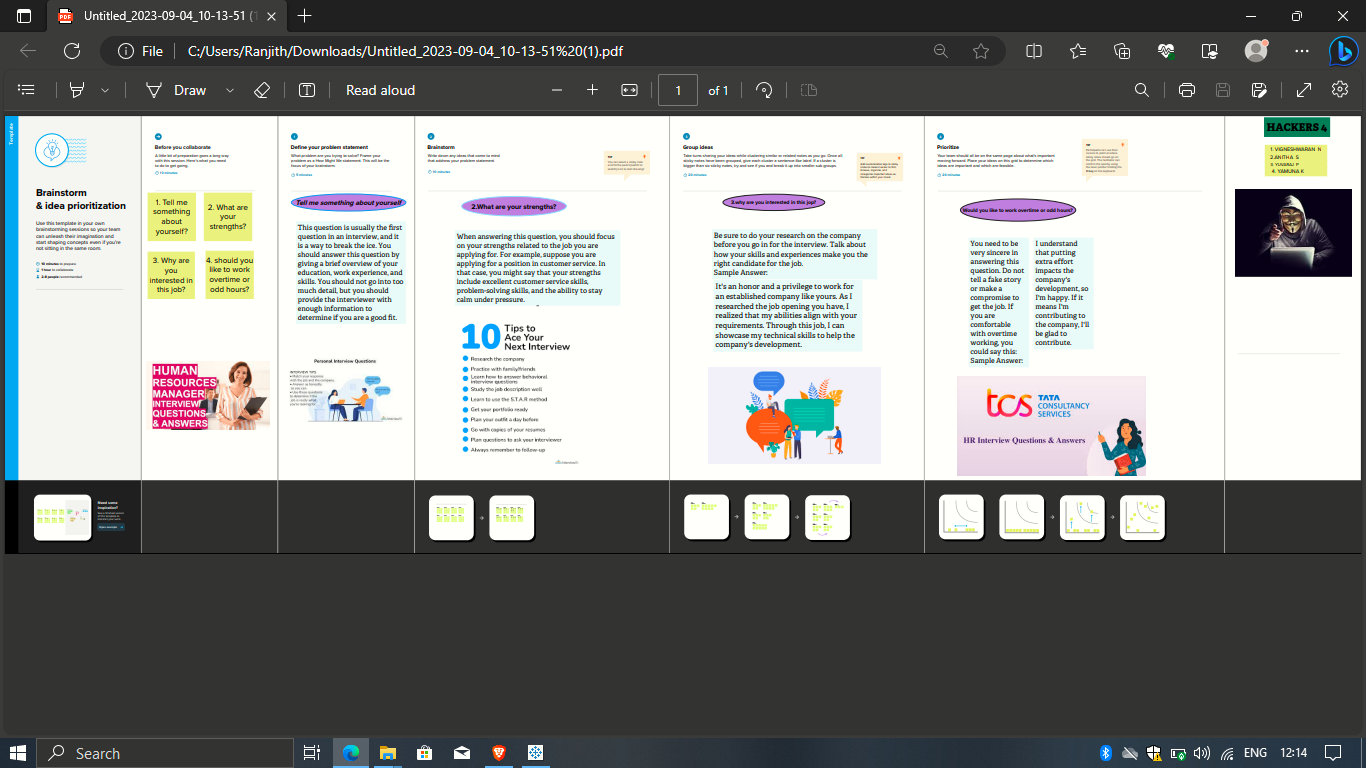 Untitled_2023-09-04_10-13-51 (1
File
C:/Users/Ranjith/Downloads/Untitled_2023-09-04_10-13-51%20(1).pdf
Draw
Read aloud
1
of 1
Template
Brainstorm
& idea prioritization
Use this template in your own
brainstorming sessions so your team
can unleash their imagination and
start shaping concepts even if you're
not sitting in the same room.
10 minutes to prepare
1 hour to collaborate
2-8 people recommended
Before you collaborate
A little bit of preparation goes a long way
with this session. Here's what you need
to do to get going.
10 minutes
1. Tell me
something
about
yourself?
2. What are
your
strengths?
3. Why are
you
interested in
this job?
4. should you
like to work
overtime or
odd hours?
HUMAN
RESOURCES
MANAGER
INTERVIEW
QUESTIONS
& ANSWERS
1
Define your problem statement
What problem are you trying to solve? Frame your
problem as a How Might We statement. This will be the
focus of your brainstorm.
5 minutes
Tell me something about yourself
This question is usually the first
question in an interview, and it
is a way to break the ice. You
should answer this question by
giving a brief overview of your
education, work experience, and
skills. You should not go into too
much detail, but you should
provide the interviewer with
enough information to
determine if you are a good fit.
Personal Interview Questions
INTERVIEW TIPS
2
Brainstorm
Write down any ideas that come to mind
that address your problem statement.
10 minutes
2.What are your strengths?
When answering this question, you should focus
on your strengths related to the job you are
applying for. For example, suppose you are
applying for a position in customer service. In
that case, you might say that your strengths
include excellent customer service skills,
problem-solving skills, and the ability to stay
calm under pressure.
10
Tips to
Ace Your
Next Interview
Research the company
Practice with family/friends
Learn how to answer behavioral
interview questions
Study the job description well
Learn to use the S.T.A.R method
Get your portfolio ready
Plan your outfit a day before
Go with copies of your resumes
Plan questions to ask your interviewer
Always remember to follow-up
3
Group ideas
Take turns sharing your ideas while clustering similar or related notes as you go. Once all
sticky notes have been grouped, give each cluster a sentence-like label. If a cluster is
bigger than six sticky notes, try and see if you and break it up into smaller sub-groups.
20 minutes
3.why are you interested in this jop?
Be sure to do your research on the company
before you go in for the interview. Talk about
how your skills and experiences make you the
right candidate for the job.
Sample Answer:
It's an honor and a privilege to work for
an established company like yours. As I
researched the job opening you have, I
realized that my abilities align with your
requirements. Through this job, I can
showcase my technical skills to help the
company's development.
4
Prioritize
Your team should all be on the same page about what's important
moving forward. Place your ideas on this grid to determine which
ideas are important and which are feasible.
20 minutes
Would you like to work overtime or odd hours?
You need to be
very sincere in
answering this
question. Do not
tell a fake story
or make a
compromise to
get the job. If
you are
comfortable
with overtime
working, you
could say this:
Sample Answer:
I understand
that putting
extra effort
impacts the
company's
development, so
I'm happy. If it
means I'm
contributing to
the company, I'll
be glad to
contribute.
tcs
TATA
CONSULTANCY
SERVICES
HR Interview Questions & Answers
HACKERS 4
1. VIGNESHWARAN N
2.ANITHA S
3. YUVARAJ P
4. YAMUNA K
Need some
inspiration?
Search
ENG
12:14